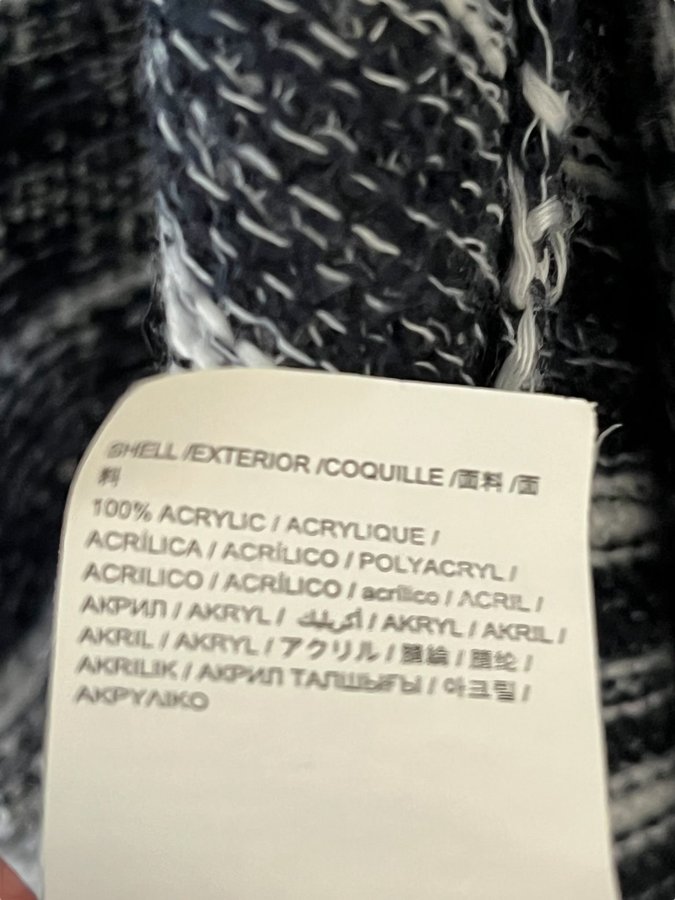 SHELL /EXTERIOR /COQUILLE /面料 /面
料
100% ACRYLIC / ACRYLIQUE /
ACRÍLICA / ACRÍLICO / POLYACRYL /
ACRILICO / ACRÍLICO / acrílico / ACRIL /
АКРИЛ / AKRYL / أكريليك / AKRYL / AKRIL /
AKRIL / AKRYL / アクリル / 腈綸 / 腈纶 /
AKRILIK / АКРИЛ ТАЛШЫҒЫ / 아크릴 /
ΑΚΡΥΛΙΚΟ